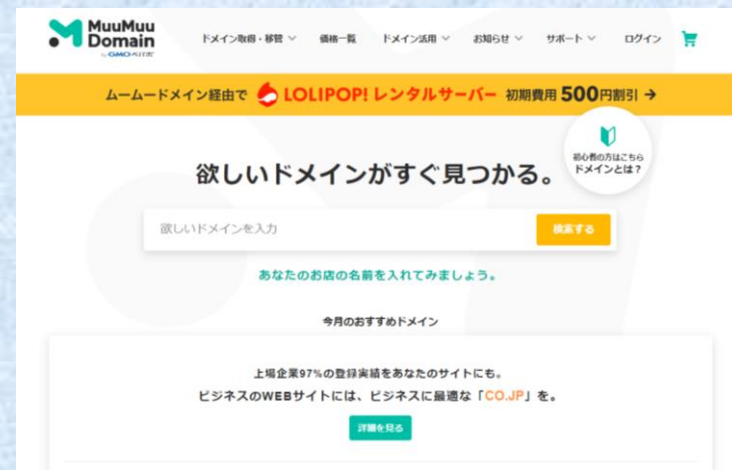 MuuMuu
Domain
by GMOペパボ
ドメイン取得・移管
価格一覧
ドメイン活用
お知らせ
サポート
ログイン
ムームードメイン経由で LOLIPOP! レンタルサーバー 初期費用 500円割引 →
初心者の方はこちら
ドメインとは？
欲しいドメインがすぐ見つかる。
欲しいドメインを入力
検索する
あなたのお店の名前を入れてみましょう。
今月のおすすめドメイン
上場企業97%の登録実績をあなたのサイトにも。
ビジネスのWEBサイトには、ビジネスに最適な「CO.JP」を。
詳細を見る